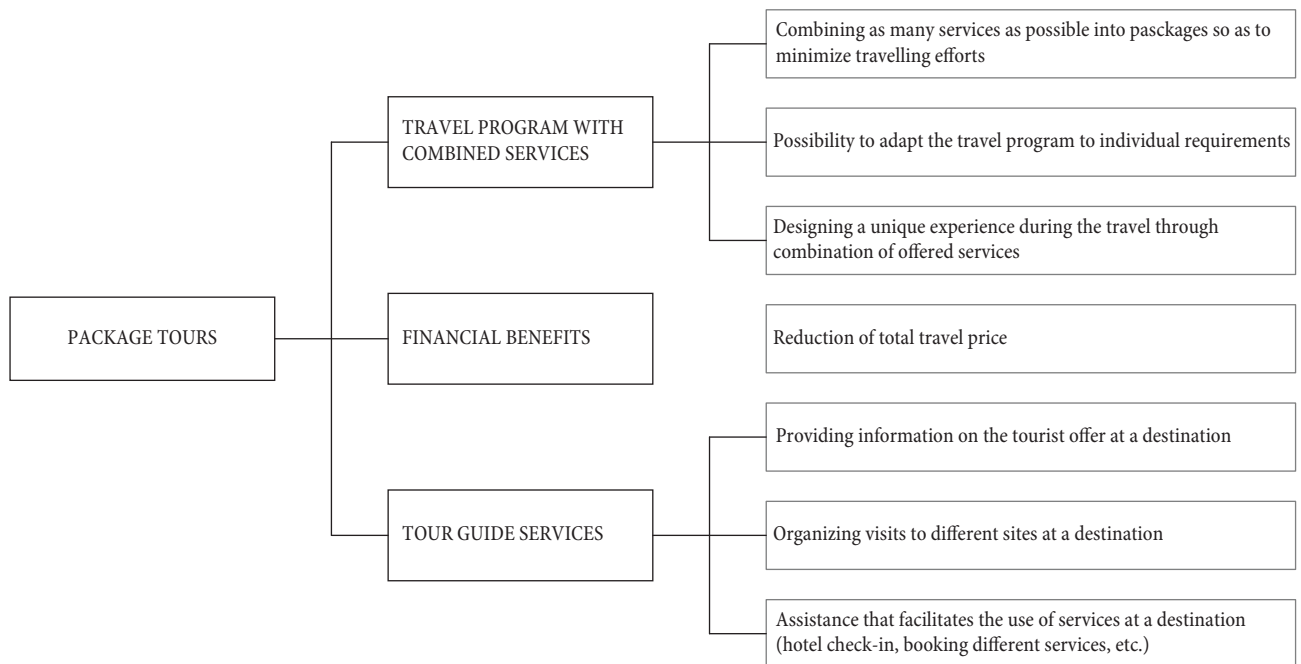 Combining as many services as possible into pasckages so as to
minimize travelling efforts
TRAVEL PROGRAM WITH
COMBINED SERVICES
Possibility to adapt the travel program to individual requirements
Designing a unique experience during the travel through
combination of offered services
PACKAGE TOURS
FINANCIAL BENEFITS
Reduction of total travel price
Providing information on the tourist offer at a destination
TOUR GUIDE SERVICES
Organizing visits to different sites at a destination
Assistance that facilitates the use of services at a destination
(hotel check-in, booking different services, etc.)